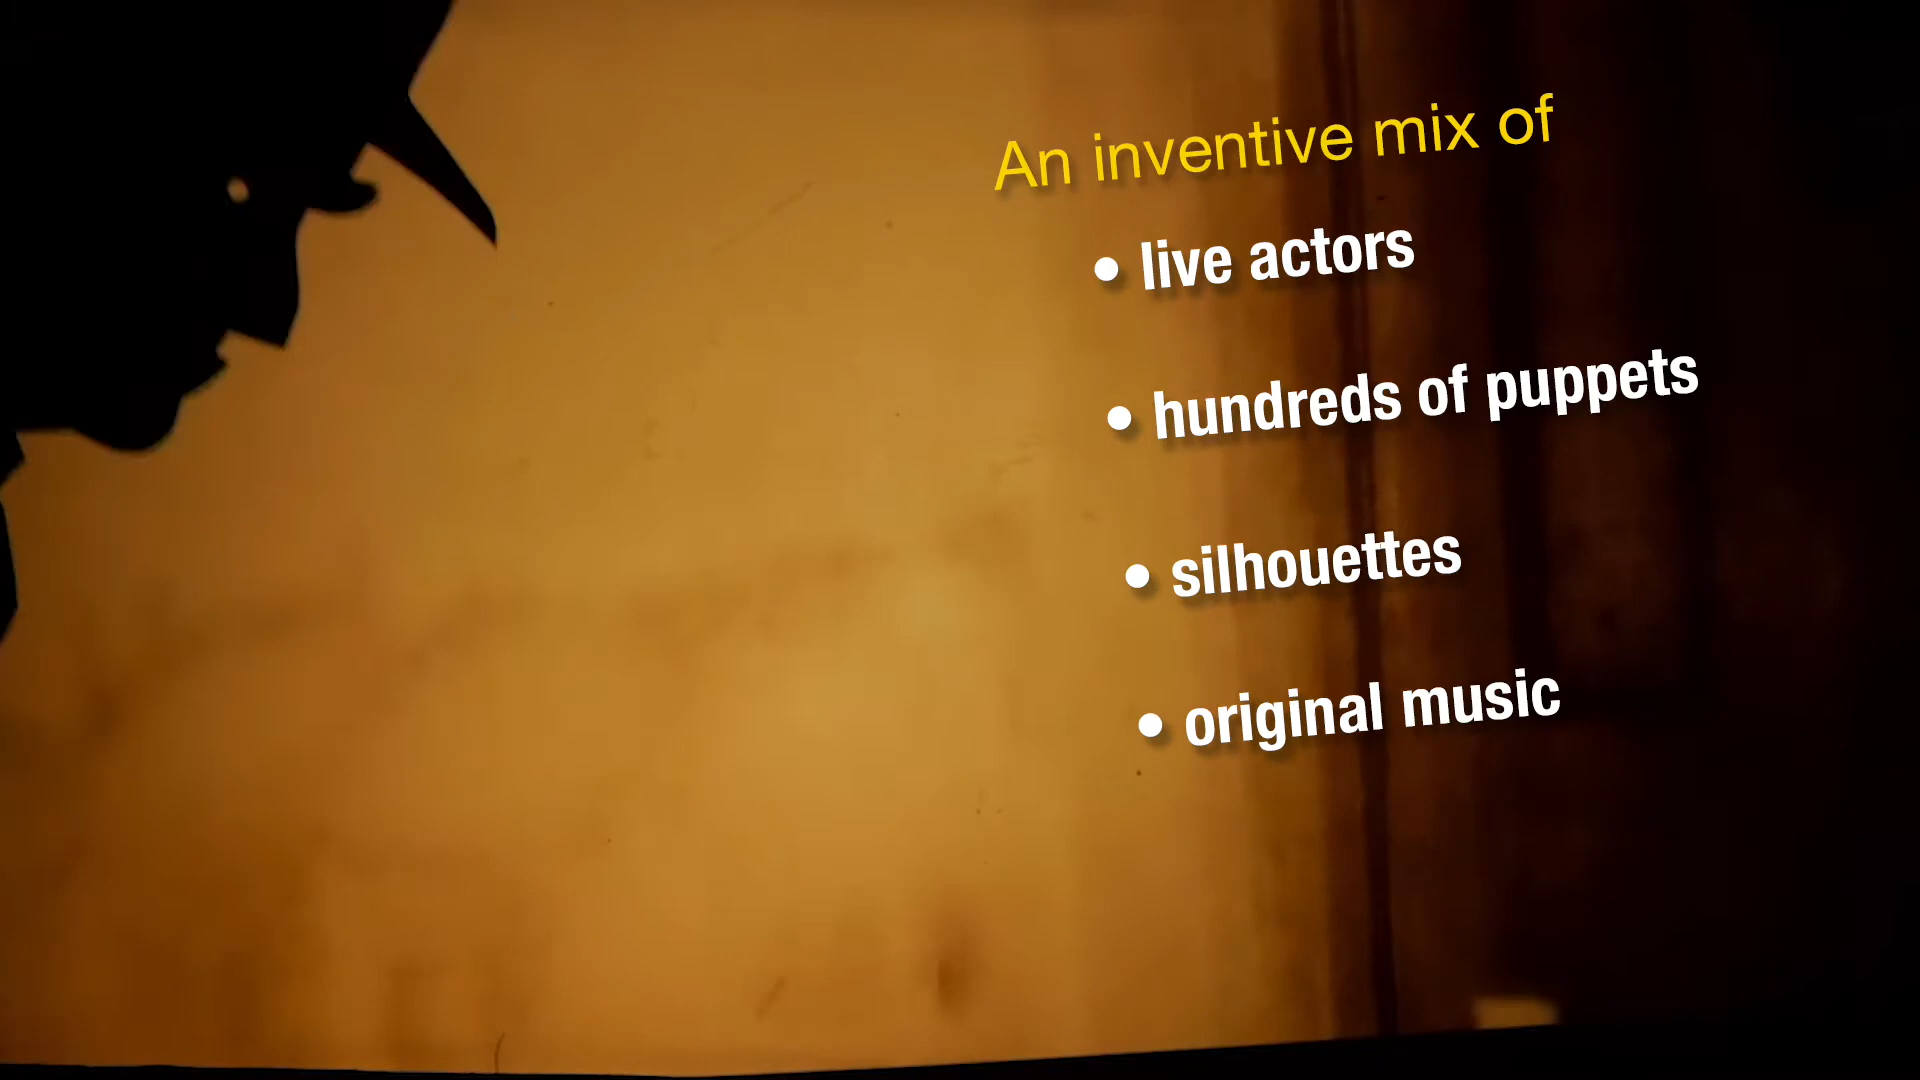 An inventive mix of
• live actors
• hundreds of puppets
• silhouettes
• original music